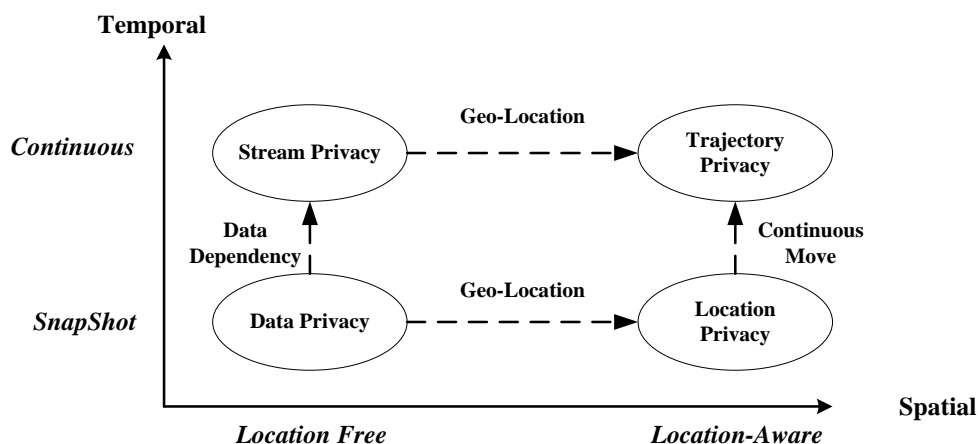 Temporal
Continuous
Stream Privacy
Geo-Location
Trajectory
Privacy
Data
Dependency
Continuous
Move
SnapShot
Data Privacy
Geo-Location
Location
Privacy
Spatial
Location Free
Location-Aware